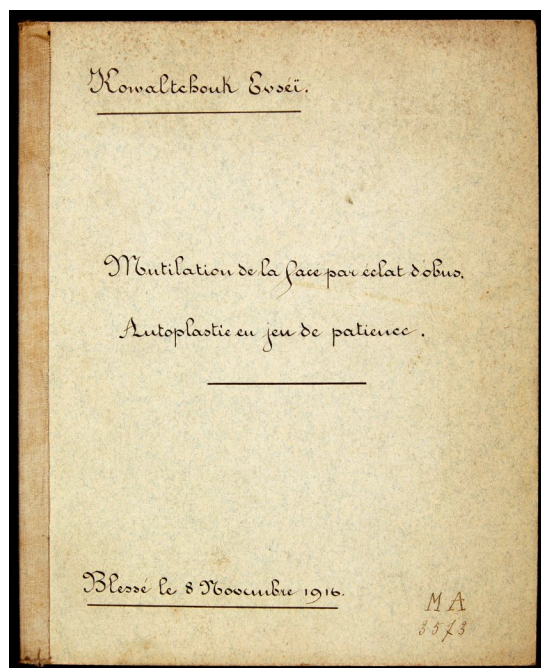 Kowaltchouk Evséï.
Mutilation de la face par éclat d'obus.
Autoplastie en jeu de patience.
Blessé le 8 Novembre 1916.
MA
3573